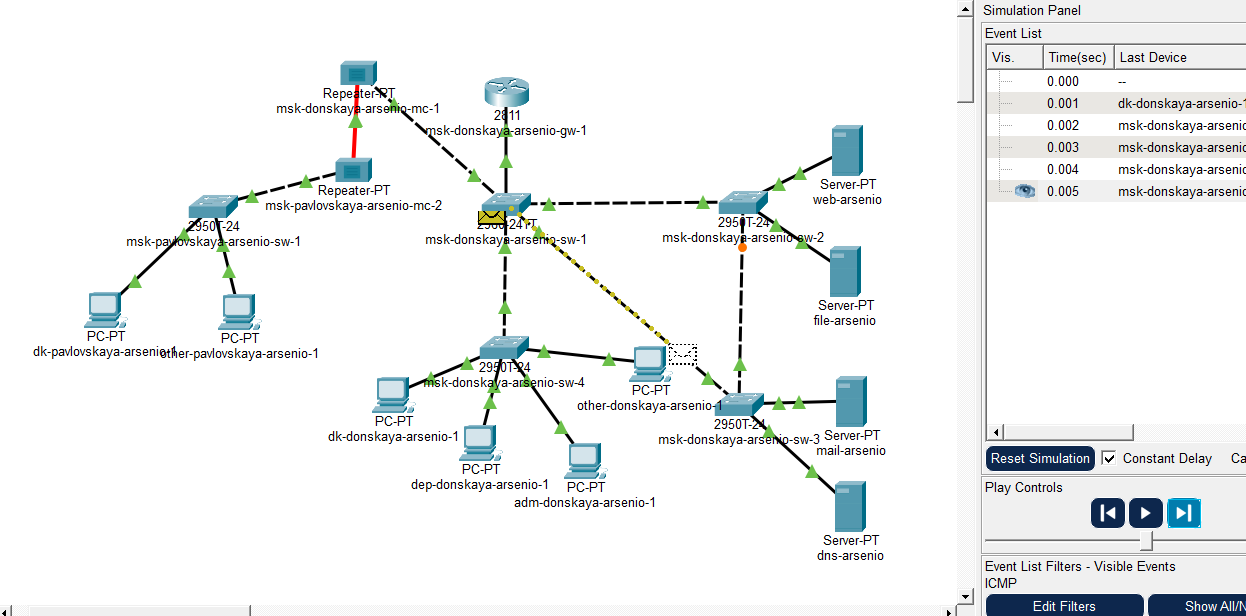 Simulation Panel
Event List
Vis.
Time(sec)
Last Device
0.000
--
0.001
dk-donskaya-arsenio-1
0.002
msk-donskaya-arsenio
0.003
msk-donskaya-arsenio
0.004
msk-donskaya-arsenio
0.005
msk-donskaya-arsenio
Reset Simulation
Constant Delay
Ca
Play Controls
Event List Filters - Visible Events
ICMP
Edit Filters
Show All/N
Repeater-PT
msk-donskaya-arsenio-mc-1
2811
msk-donskaya-arsenio-gw-1
Repeater-PT
msk-pavlovskaya-arsenio-mc-2
2950T-24
msk-pavlovskaya-arsenio-sw-1
msk-donskaya-arsenio-sw-1
2950T-24
msk-donskaya-arsenio-sw-2
Server-PT
web-arsenio
Server-PT
file-arsenio
PC-PT
dk-pavlovskaya-arsenio-1
PC-PT
other-pavlovskaya-arsenio-1
2950T-24
msk-donskaya-arsenio-sw-4
PC-PT
other-donskaya-arsenio-1
PC-PT
dk-donskaya-arsenio-1
PC-PT
dep-donskaya-arsenio-1
PC-PT
adm-donskaya-arsenio-1
2950T-24
msk-donskaya-arsenio-sw-3
Server-PT
mail-arsenio
Server-PT
dns-arsenio